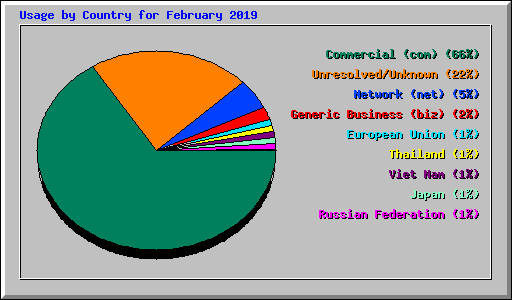 Usage by Country for February 2019
Commercial (com) (66%)
Unresolved/Unknown (22%)
Network (net) (5%)
Generic Business (biz) (2%)
European Union (1%)
Thailand (1%)
Viet Nam (1%)
Japan (1%)
Russian Federation (1%)